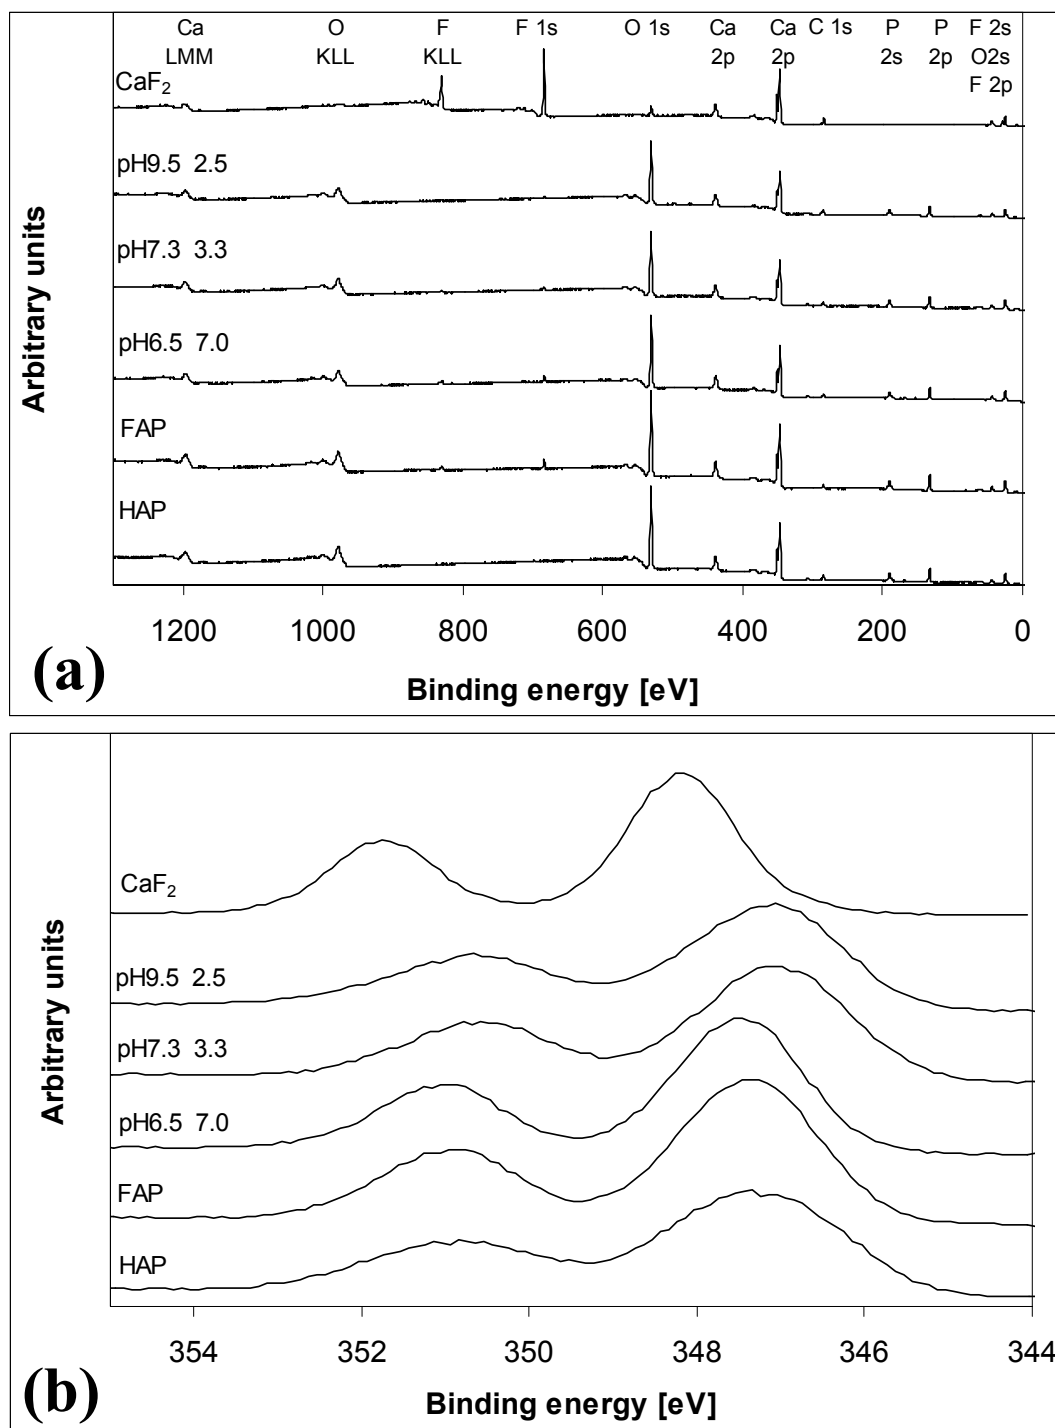 Ca O F F 1s O 1s Ca Ca C 1s P P F 2s
LMM KLL KLL 2p 2p 2s 2p O2s
CaF₂ F 2p
pH9.5 2.5
pH7.3 3.3
pH6.5 7.0
FAP
HAP
Arbitrary units
1200 1000 800 600 400 200 0
(a)
Binding energy [eV]
CaF₂
pH9.5 2.5
pH7.3 3.3
pH6.5 7.0
FAP
HAP
Arbitrary units
354 352 350 348 346 344
(b)
Binding energy [eV]